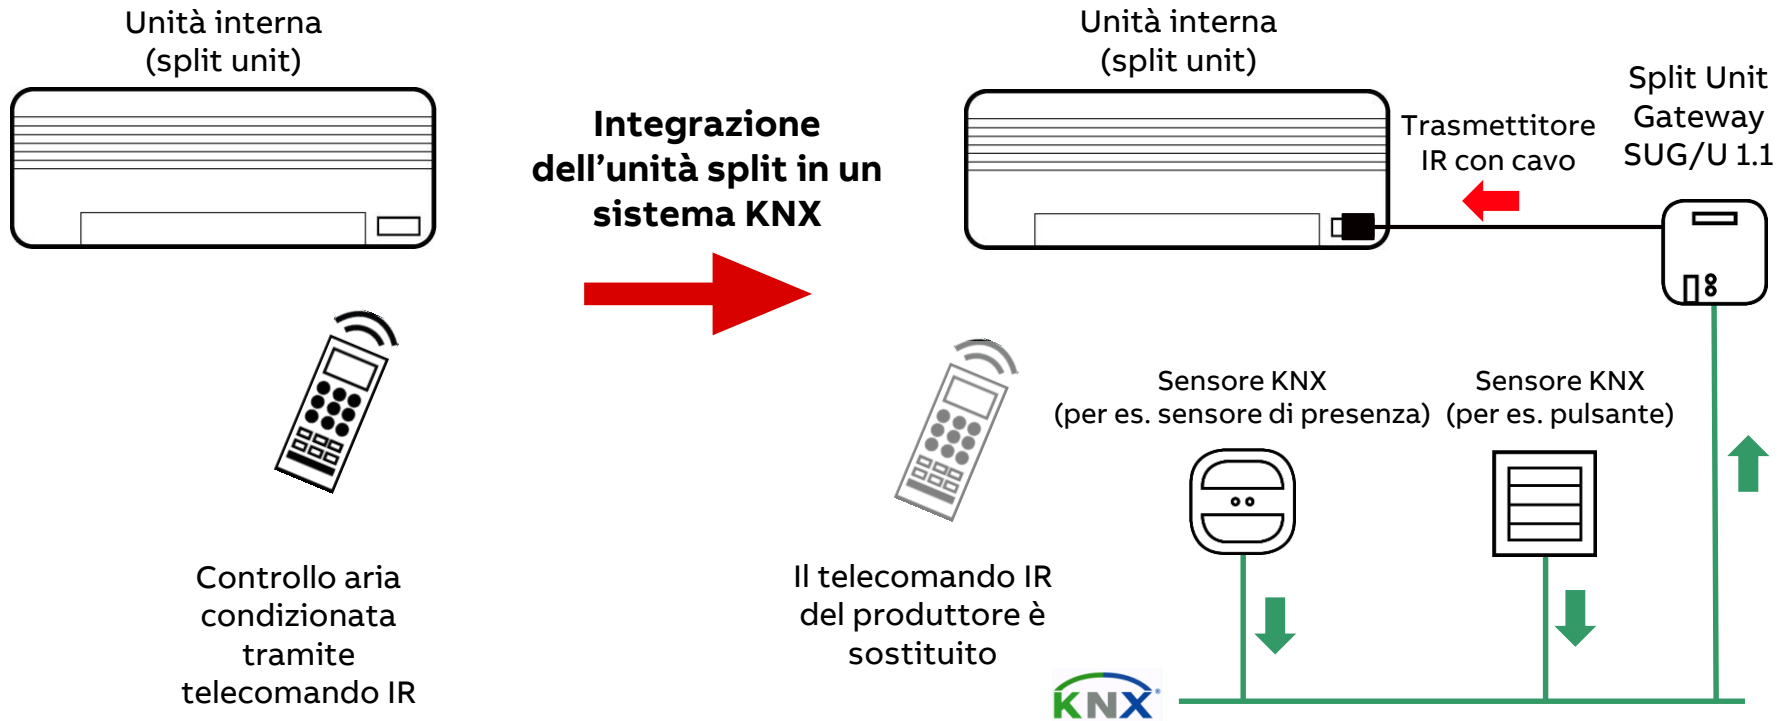 Unità interna
(split unit)
Integrazione
dell’unità split in un
sistema KNX
Unità interna
(split unit)
Trasmettitore
IR con cavo
Split Unit
Gateway
SUG/U 1.1
Sensore KNX
(per es. sensore di presenza)
Sensore KNX
(per es. pulsante)
Controllo aria
condizionata
tramite
telecomando IR
Il telecomando IR
del produttore è
sostituito
KNX